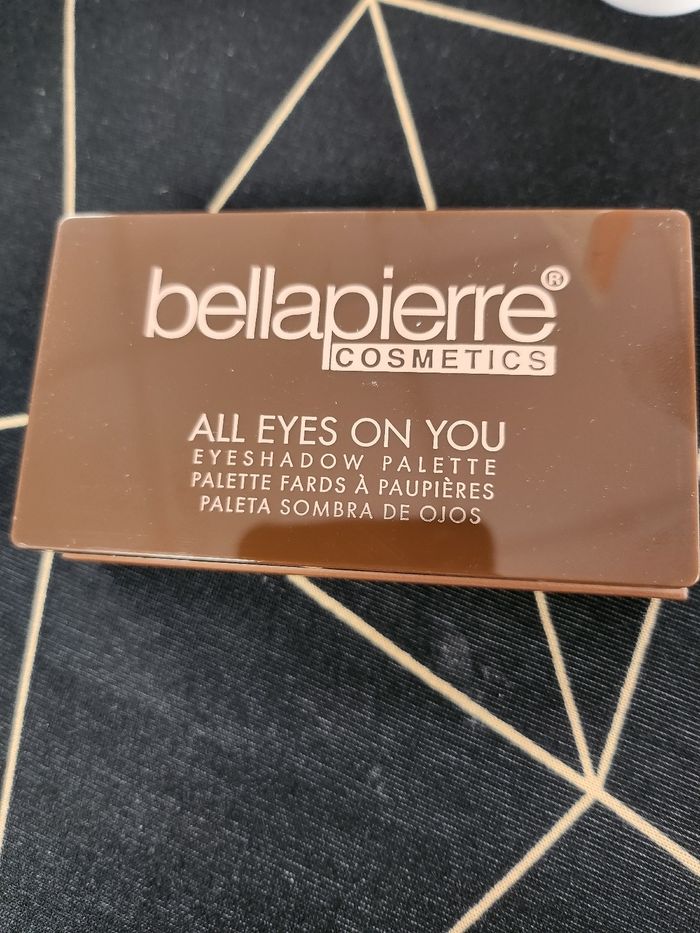 bellapierre®
COSMETICS
ALL EYES ON YOU
EYESHADOW PALETTE
PALETTE FARDS À PAUPIÈRES
PALETA SOMBRA DE OJOS